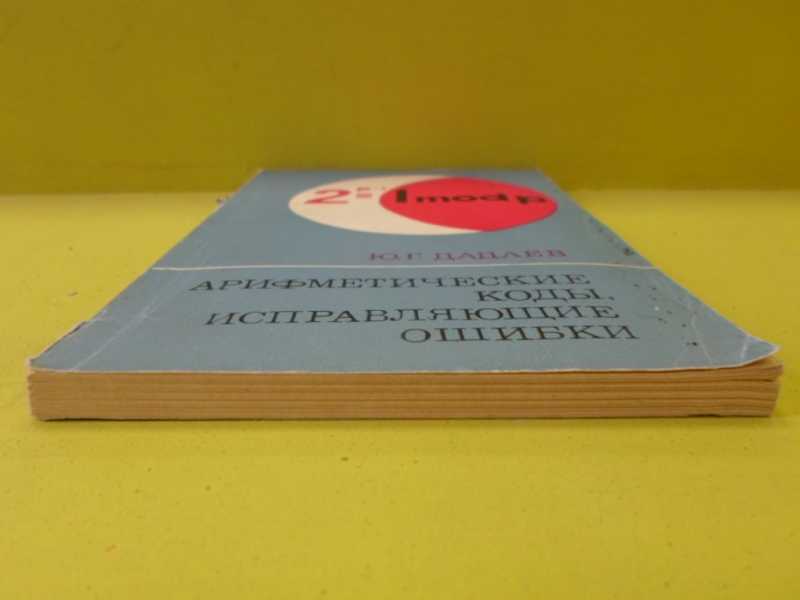 2 1 mod p
Ю.Г. ДАДАЕВ
АРИФМЕТИЧЕСКИЕ
КОДЫ,
ИСПРАВЛЯЮЩИЕ
ОШИБКИ